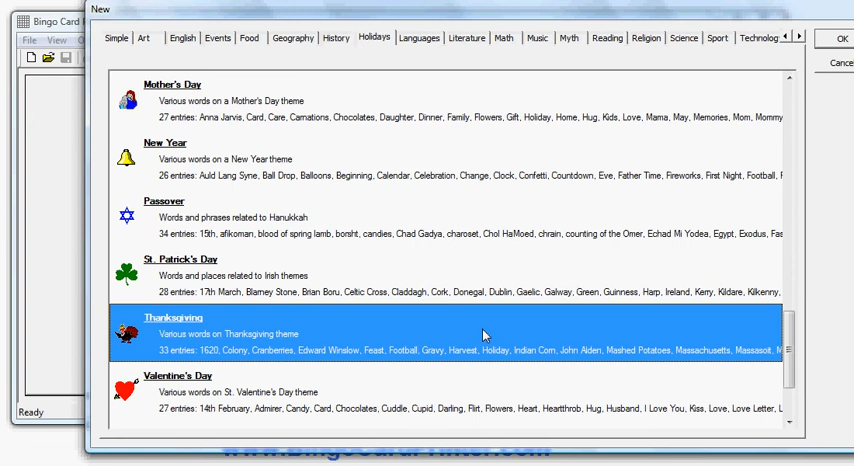 New
Bingo Card
File View
Simple Art English Events Food Geography History Holidays Languages Literature Math Music Myth Reading Religion Science Sport Technolog
OK
Cance
Mother's Day
Various words on a Mother's Day theme
27 entries: Anna Jarvis, Card, Care, Carnations, Chocolates, Daughter, Dinner, Family, Flowers, Gift, Holiday, Home, Hug, Kids, Love, Mama, May, Memories, Mom, Mommy
New Year
Various words on a New Year theme
26 entries: Auld Lang Syne, Ball Drop, Balloons, Beginning, Calendar, Celebration, Change, Clock, Confetti, Countdown, Eve, Father Time, Fireworks, First Night, Football, F
Passover
Words and phrases related to Hanukkah
34 entries: 15th, afikoman, blood of spring lamb, borsht, candies, Chad Gadya, charoset, Chol HaMoed, chrain, counting of the Omer, Echad Mi Yodea, Egypt, Exodus, Fas
St. Patrick's Day
Words and places related to Irish themes
28 entries: 17th March, Blarney Stone, Brian Boru, Celtic Cross, Claddagh, Cork, Donegal, Dublin, Gaelic, Galway, Green, Guinness, Harp, Ireland, Kerry, Kildare, Kilkenny,
Thanksgiving
Various words on Thanksgiving theme
33 entries: 1620, Colony, Cranberries, Edward Winslow, Feast, Football, Gravy, Harvest, Holiday, Indian Corn, John Alden, Mashed Potatoes, Massachusetts, Massasoit, M
Valentine's Day
Various words on St. Valentine's Day theme
27 entries: 14th February, Admirer, Candy, Card, Chocolates, Cuddle, Cupid, Darling, Flirt, Flowers, Heart, Heartthrob, Hug, Husband, I Love You, Kiss, Love, Love Letter, L
Ready
www.BingoCardPrinter.com